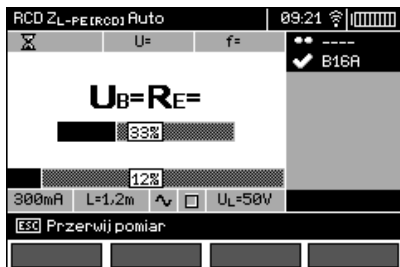 RCD ZL-PE[RCD] Auto 09:21
U= f= ----
B16A
UB=RE=
33%
12%
300mA L=1,2m UL=50V
ESC Przerwij pomiar